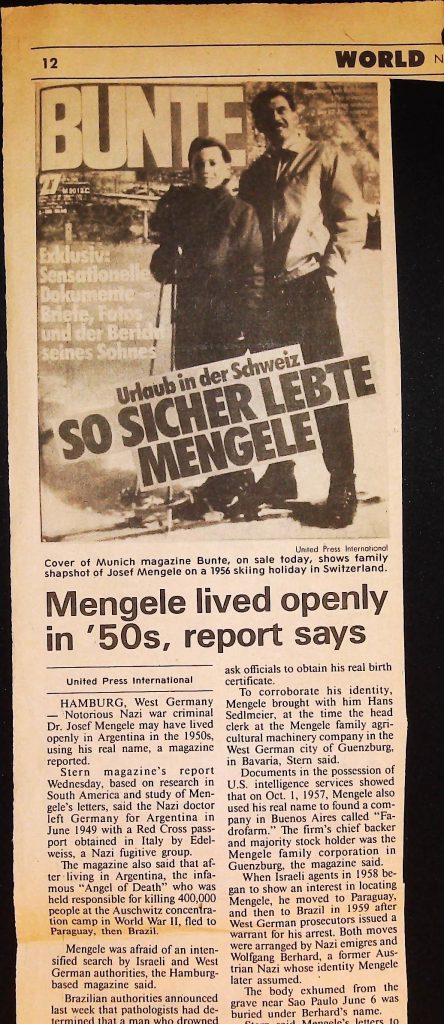 12
WORLD N
BUNTE
27
Exklusiv:
Sensationelle
Dokumente
Briefe, Fotos
und der Bericht
seines Sohnes
Urlaub in der Schweiz
SO SICHER LEBTE
MENGELE
United Press International
Cover of Munich magazine Bunte, on sale today, shows family
shapshot of Josef Mengele on a 1956 skiing holiday in Switzerland.
Mengele lived openly
in ’50s, report says
United Press International
HAMBURG, West Germany
— Notorious Nazi war criminal
Dr. Josef Mengele may have lived
openly in Argentina in the 1950s,
using his real name, a magazine
reported.
Stern magazine's report
Wednesday, based on research in
South America and study of Men-
gele's letters, said the Nazi doctor
left Germany for Argentina in
June 1949 with a Red Cross pass-
port obtained in Italy by Edel-
weiss, a Nazi fugitive group.
The magazine also said that af-
ter living in Argentina, the infa-
mous "Angel of Death" who was
held responsible for killing 400,000
people at the Auschwitz concentra-
tion camp in World War II, fled to
Paraguay, then Brazil.
Mengele was afraid of an inten-
sified search by Israeli and West
German authorities, the Hamburg-
based magazine said.
Brazilian authorities announced
last week that pathologists had de-
termined that a man who drowned
ask officials to obtain his real birth
certificate.
To corroborate his identity,
Mengele brought with him Hans
Sedlmeier, at the time the head
clerk at the Mengele family agri-
cultural machinery company in the
West German city of Guenzburg,
in Bavaria, Stern said.
Documents in the possession of
U.S. intelligence services showed
that on Oct. 1, 1957, Mengele also
used his real name to found a com-
pany in Buenos Aires called "Fa-
drofarm." The firm's chief backer
and majority stock holder was the
Mengele family corporation in
Guenzburg, the magazine said.
When Israeli agents in 1958 be-
gan to show an interest in locating
Mengele, he moved to Paraguay,
and then to Brazil in 1959 after
West German prosecutors issued a
warrant for his arrest. Both moves
were arranged by Nazi emigres and
Wolfgang Berhard, a former Aus-
trian Nazi whose identity Mengele
later assumed.
The body exhumed from the
grave near Sao Paulo June 6 was
buried under Berhard's name.
Stern said Mengele's letters to